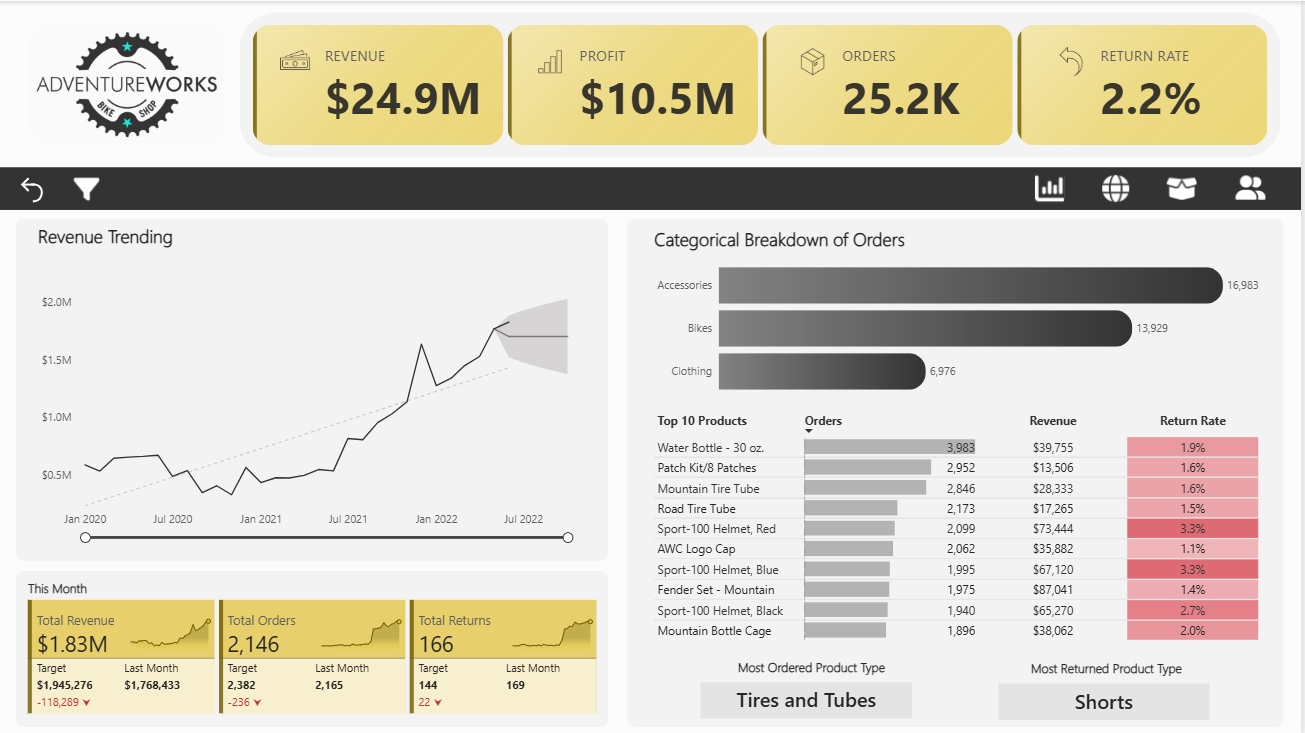 ADVENTUREWORKS
BIKE SHOP
REVENUE
$24.9M
PROFIT
$10.5M
ORDERS
25.2K
RETURN RATE
2.2%
Revenue Trending
$2.0M
$1.5M
$1.0M
$0.5M
Jan 2020 Jul 2020 Jan 2021 Jul 2021 Jan 2022 Jul 2022
This Month
Total Revenue
$1.83M
Target Last Month
$1,945,276 $1,768,433
-118,289
Total Orders
2,146
Target Last Month
2,382 2,165
-236
Total Returns
166
Target Last Month
144 169
22
Categorical Breakdown of Orders
Accessories 16,983
Bikes 13,929
Clothing 6,976
Top 10 Products Orders Revenue Return Rate
Water Bottle - 30 oz. 3,983 $39,755 1.9%
Patch Kit/8 Patches 2,952 $13,506 1.6%
Mountain Tire Tube 2,846 $28,333 1.6%
Road Tire Tube 2,173 $17,265 1.5%
Sport-100 Helmet, Red 2,099 $73,444 3.3%
AWC Logo Cap 2,062 $35,882 1.1%
Sport-100 Helmet, Blue 1,995 $67,120 3.3%
Fender Set - Mountain 1,975 $87,041 1.4%
Sport-100 Helmet, Black 1,940 $65,270 2.7%
Mountain Bottle Cage 1,896 $38,062 2.0%
Most Ordered Product Type
Tires and Tubes
Most Returned Product Type
Shorts